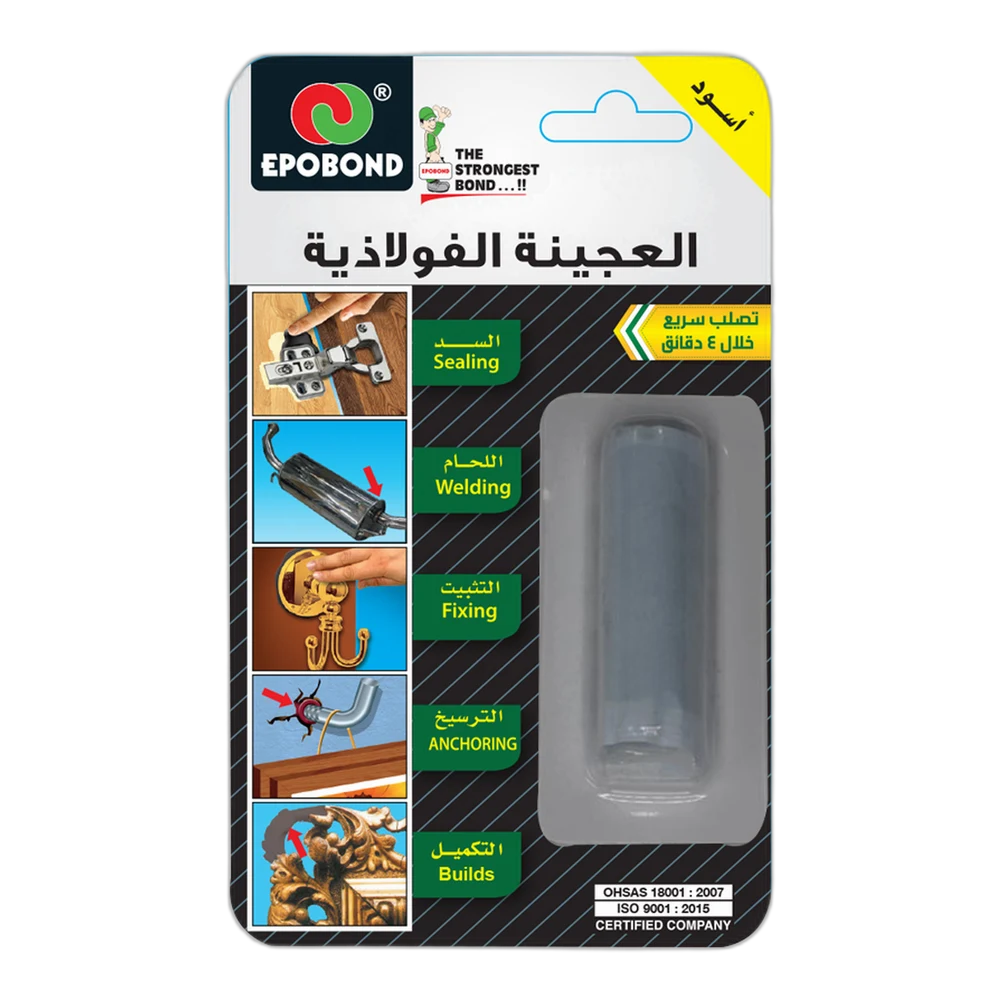 EPOBOND
®
EPOBOND
THE
STRONGEST
BOND...!!
أسود
العجينة الفولاذية
تصلب سريع
خلال ٤ دقائق
السد
Sealing
اللحام
Welding
التثبيت
Fixing
الترسيخ
ANCHORING
التكميل
Builds
OHSAS 18001 : 2007
ISO 9001 : 2015
CERTIFIED COMPANY